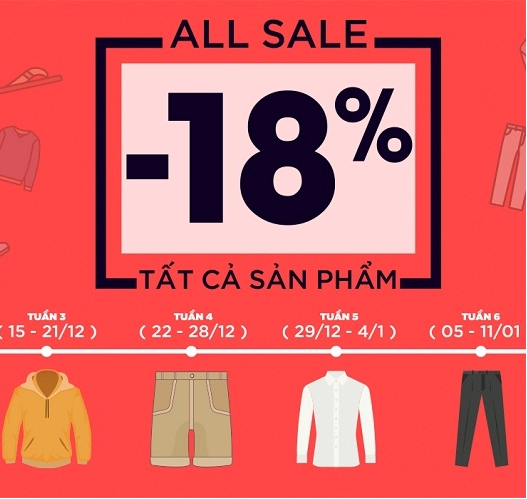 ALL SALE
-18%
TẤT CẢ SẢN PHẨM
TUẦN 3
( 15 - 21/12 )
TUẦN 4
( 22 - 28/12 )
TUẦN 5
( 29/12 - 4/1 )
TUẦN 6
( 05 - 11/01